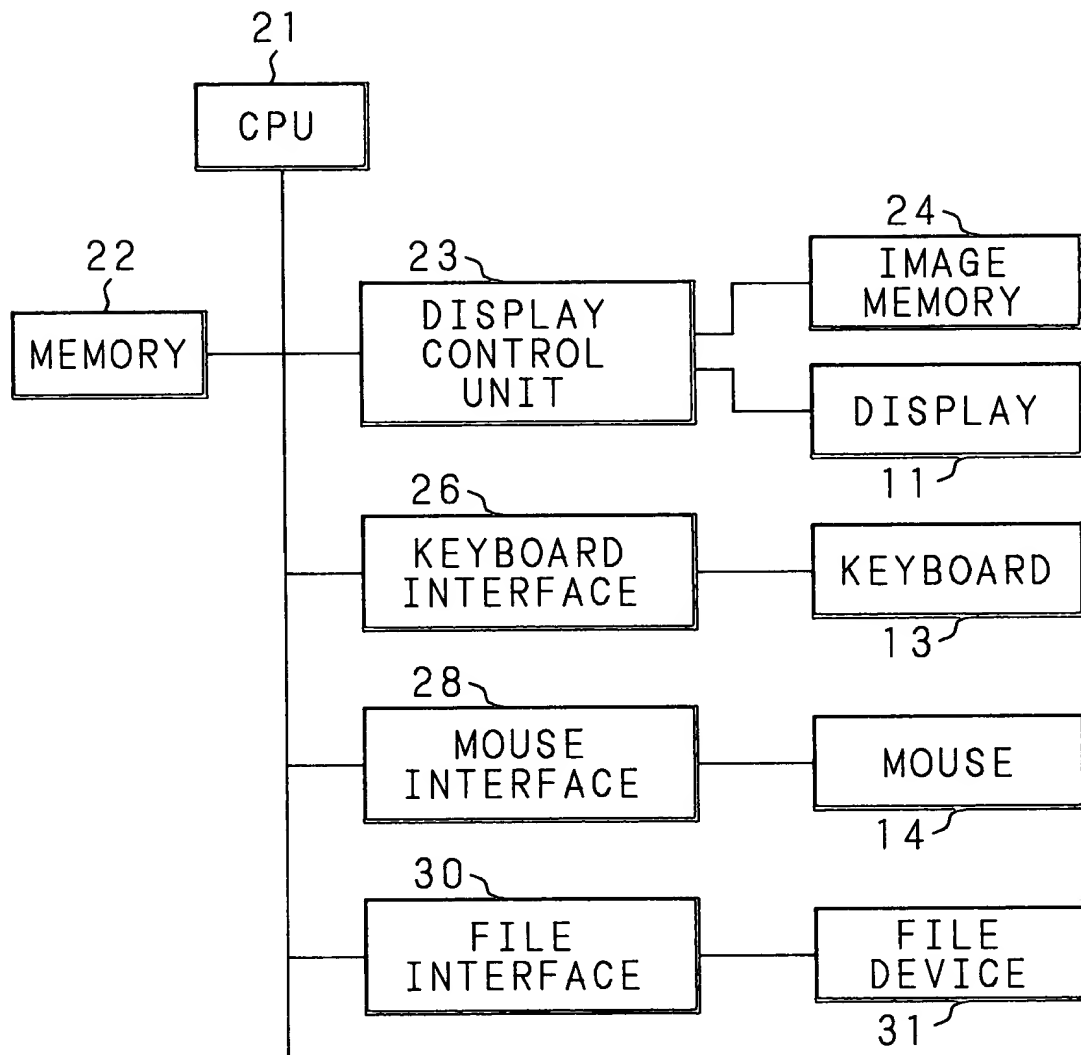 21
CPU
22
MEMORY
23
DISPLAY
CONTROL
UNIT
24
IMAGE
MEMORY
DISPLAY
11
26
KEYBOARD
INTERFACE
KEYBOARD
13
28
MOUSE
INTERFACE
MOUSE
14
30
FILE
INTERFACE
FILE
DEVICE
31